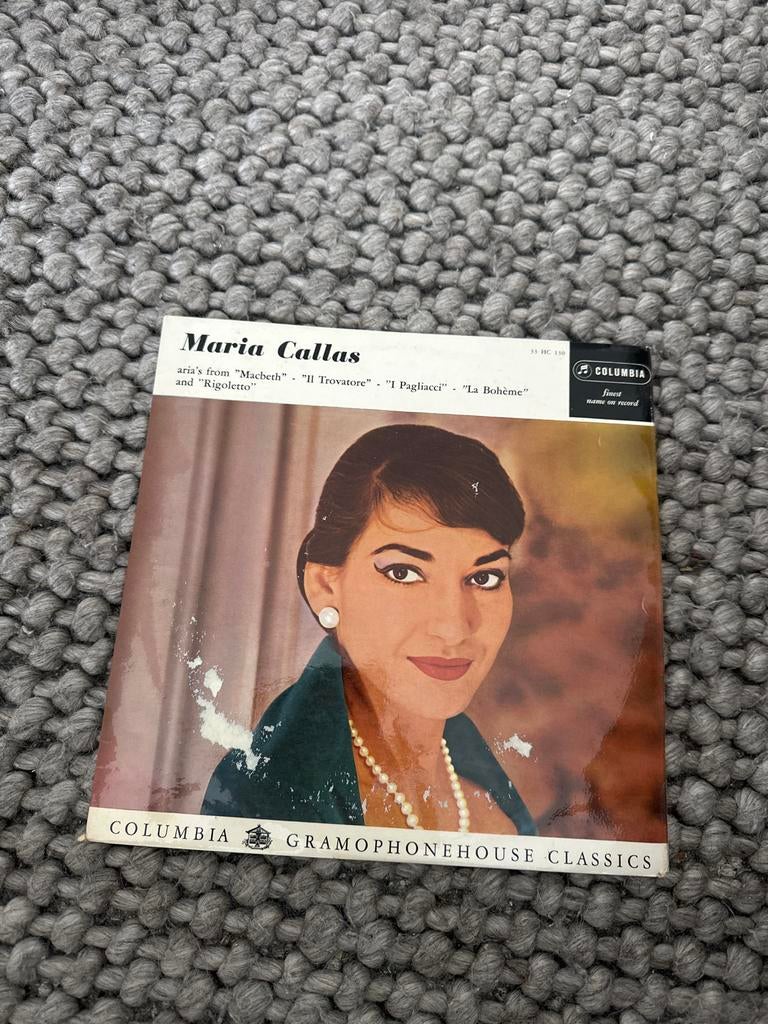 Maria Callas
33 HC 130
aria's from "Macbeth" - "Il Trovatore" - "I Pagliacci" - "La Bohème"
and "Rigoletto"
COLUMBIA
finest
name on record
COLUMBIA GRAMOPHONEHOUSE CLASSICS